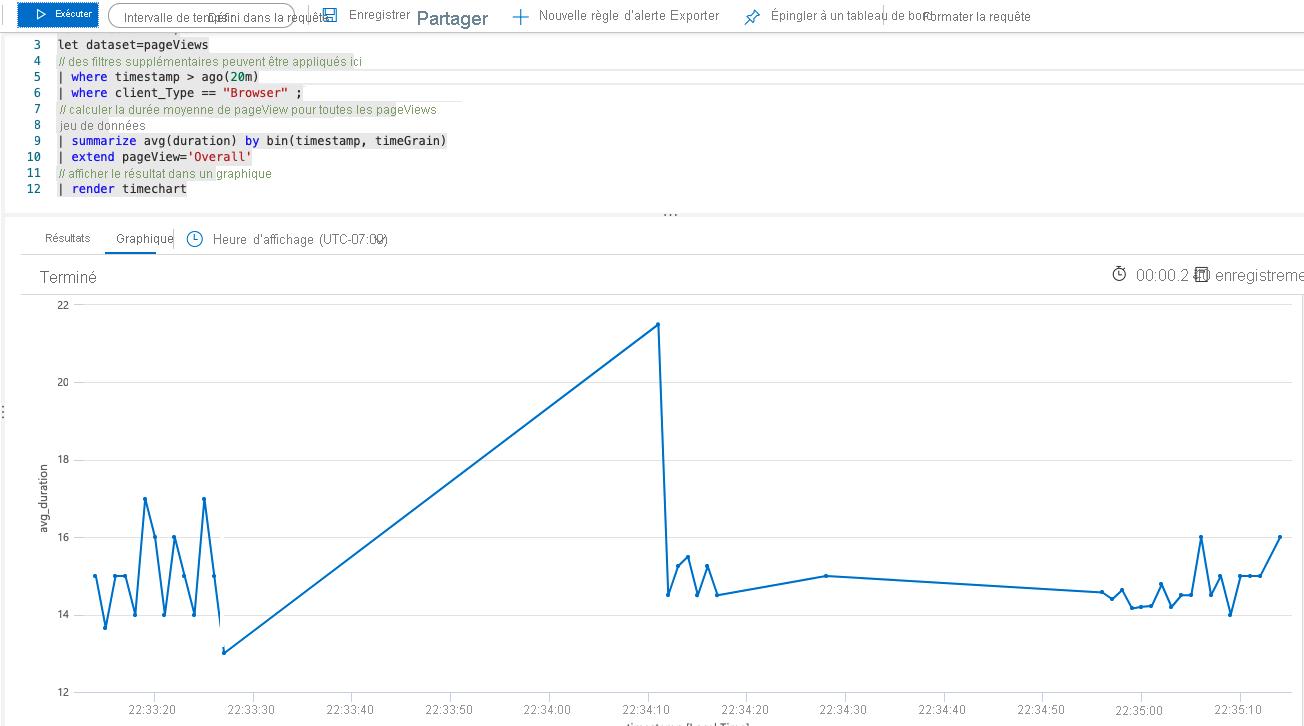 Exécuter Intervalle de temps Défini dans la requête Enregistrer Partager Nouvelle règle d'alerte Exporter Épingler à un tableau de bord Formater la requête
3 let dataset=pageViews
4 // des filtres supplémentaires peuvent être appliqués ici
5 | where timestamp > ago(20m)
6 | where client_Type == "Browser" ;
7 // calculer la durée moyenne de pageView pour toutes les pageViews
8 jeu de données
9 | summarize avg(duration) by bin(timestamp, timeGrain)
10 | extend pageView='Overall'
11 // afficher le résultat dans un graphique
12 | render timechart
Résultats Graphique Heure d'affichage (UTC-07:00)
Terminé 00:00.2 40 enregistreme
22
20
18
16
14
12
avg_duration
22:33:20 22:33:30 22:33:40 22:33:50 22:34:00 22:34:10 22:34:20 22:34:30 22:34:40 22:34:50 22:35:00 22:35:10